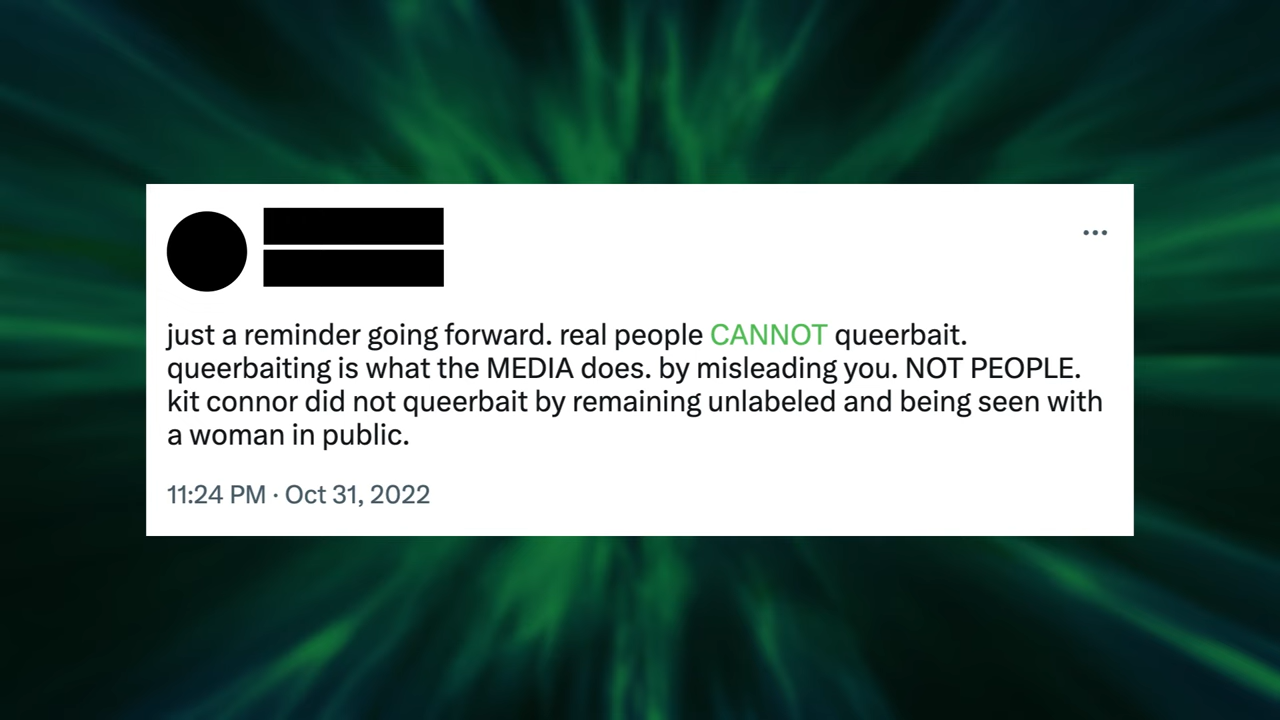 just a reminder going forward. real people CANNOT queerbait.
queerbaiting is what the MEDIA does. by misleading you. NOT PEOPLE.
kit connor did not queerbait by remaining unlabeled and being seen with
a woman in public.
11:24 PM · Oct 31, 2022